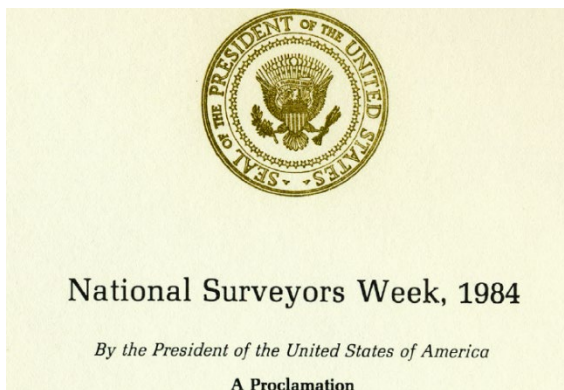 SEAL OF THE PRESIDENT OF THE UNITED STATES
National Surveyors Week, 1984
By the President of the United States of America
A Proclamation